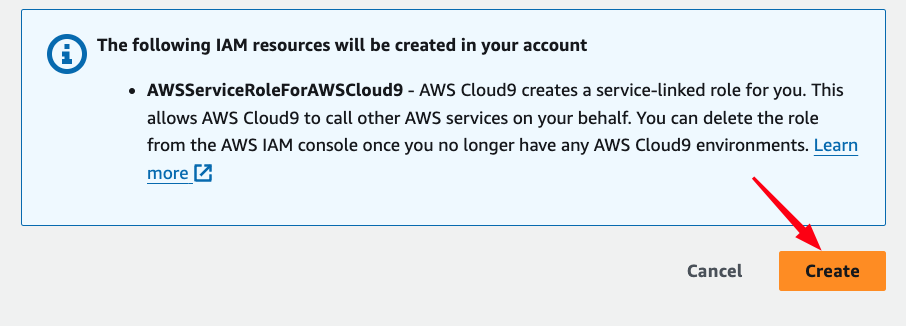 The following IAM resources will be created in your account
• AWSServiceRoleForAWSCloud9 - AWS Cloud9 creates a service-linked role for you. This
allows AWS Cloud9 to call other AWS services on your behalf. You can delete the role
from the AWS IAM console once you no longer have any AWS Cloud9 environments. Learn
more
Cancel
Create